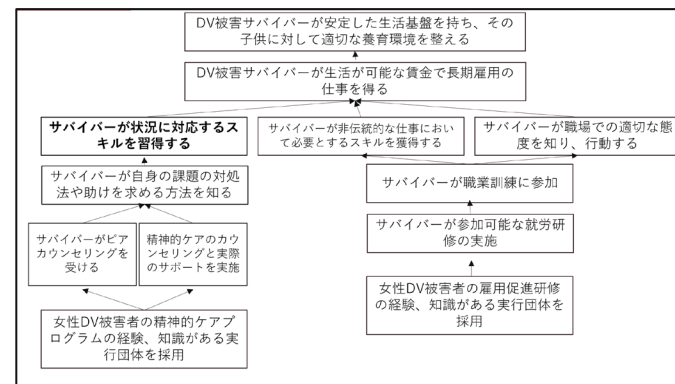 DV被害サバイバーが安定した生活基盤を持ち、その
子供に対して適切な養育環境を整える
DV被害サバイバーが生活が可能な賃金で長期雇用の
仕事を得る
サバイバーが状況に対応するス
キルを習得する
サバイバーが非伝統的な仕事におい
て必要とするスキルを獲得する
サバイバーが職場での適切な態
度を知り、行動する
サバイバーが自身の課題の対処
法や助けを求める方法を知る
サバイバーが職業訓練に参加
サバイバーがピア
カウンセリングを
受ける
精神的ケアのカウ
ンセリングと実際
のサポートを実施
サバイバーが参加可能な就労研
修の実施
女性DV被害者の精神的ケアプ
ログラムの経験、知識がある実
行団体を採用
女性DV被害者の雇用促進研修
の経験、知識がある実行団体を
採用